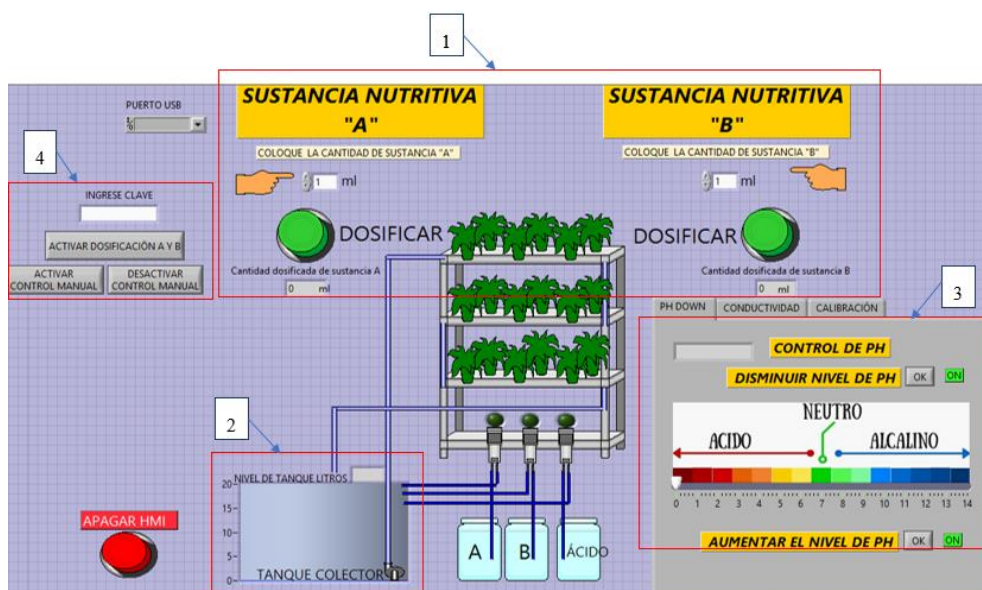 1
SUSTANCIA NUTRITIVA
"A"
SUSTANCIA NUTRITIVA
"B"
PUERTO USB
COLOQUE LA CANTIDAD DE SUSTANCIA "A"
COLOQUE LA CANTIDAD DE SUSTANCIA "B"
4
1 ml
1 ml
INGRESE CLAVE
DOSIFICAR
DOSIFICAR
ACTIVAR DOSIFICACIÓN A Y B
ACTIVAR
CONTROL MANUAL
DESACTIVAR
CONTROL MANUAL
Cantidad dosificada de sustancia A
0 ml
Cantidad dosificada de sustancia B
0 ml
3
PH DOWN
CONDUCTIVIDAD
CALIBRACIÓN
CONTROL DE PH
DISMINUIR NIVEL DE PH
OK
ON
NEUTRO
ACIDO
ALCALINO
0 1 2 3 4 5 6 7 8 9 10 11 12 13 14
AUMENTAR EL NIVEL DE PH
OK
ON
2
NIVEL DE TANQUE LITROS
20
15
10
5
0
TANQUE COLECTOR
APAGAR HMI
A
B
ÁCIDO